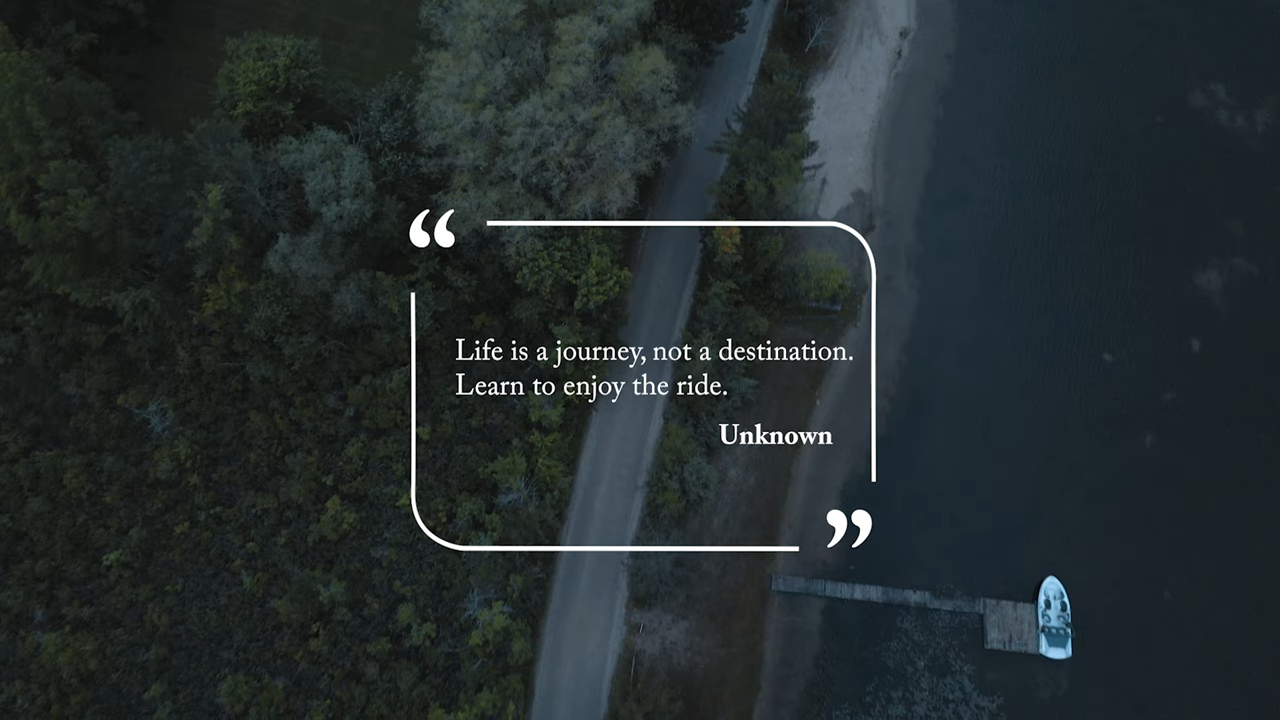 “
Life is a journey, not a destination.
Learn to enjoy the ride.
Unknown
”